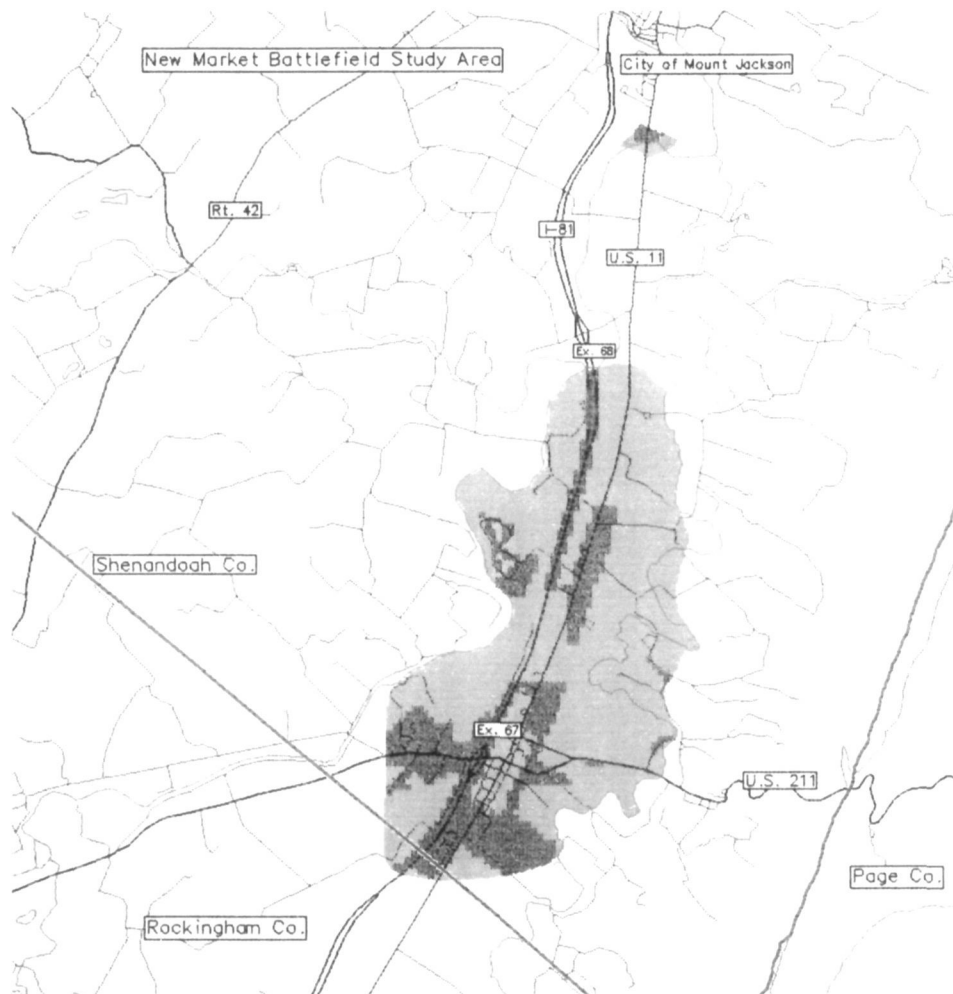 New Market Battlefield Study Area
City of Mount Jackson
Rt. 42
I-81
U.S. 11
Ex. 68
Shenandoah Co.
Ex. 67
U.S. 211
Page Co.
Rockingham Co.